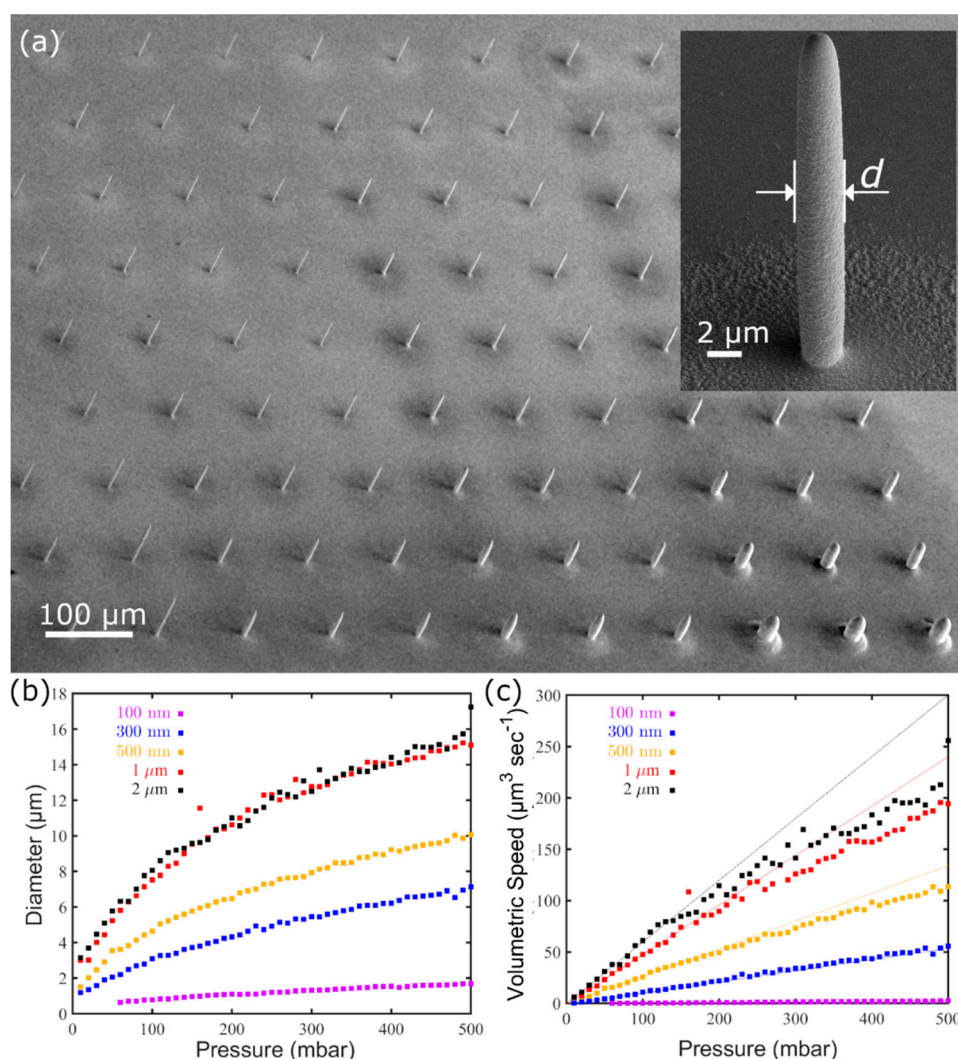 (a)
d
2 μm
100 μm
(b)
18
16
14
12
10
8
6
4
2
0
Diameter (μm)
100 nm
300 nm
500 nm
1 μm
2 μm
0
100
200
300
400
500
Pressure (mbar)
(c)
300
250
200
150
100
50
0
Volumetric Speed (μm³ sec⁻¹)
100 nm
300 nm
500 nm
1 μm
2 μm
0
100
200
300
400
500
Pressure (mbar)